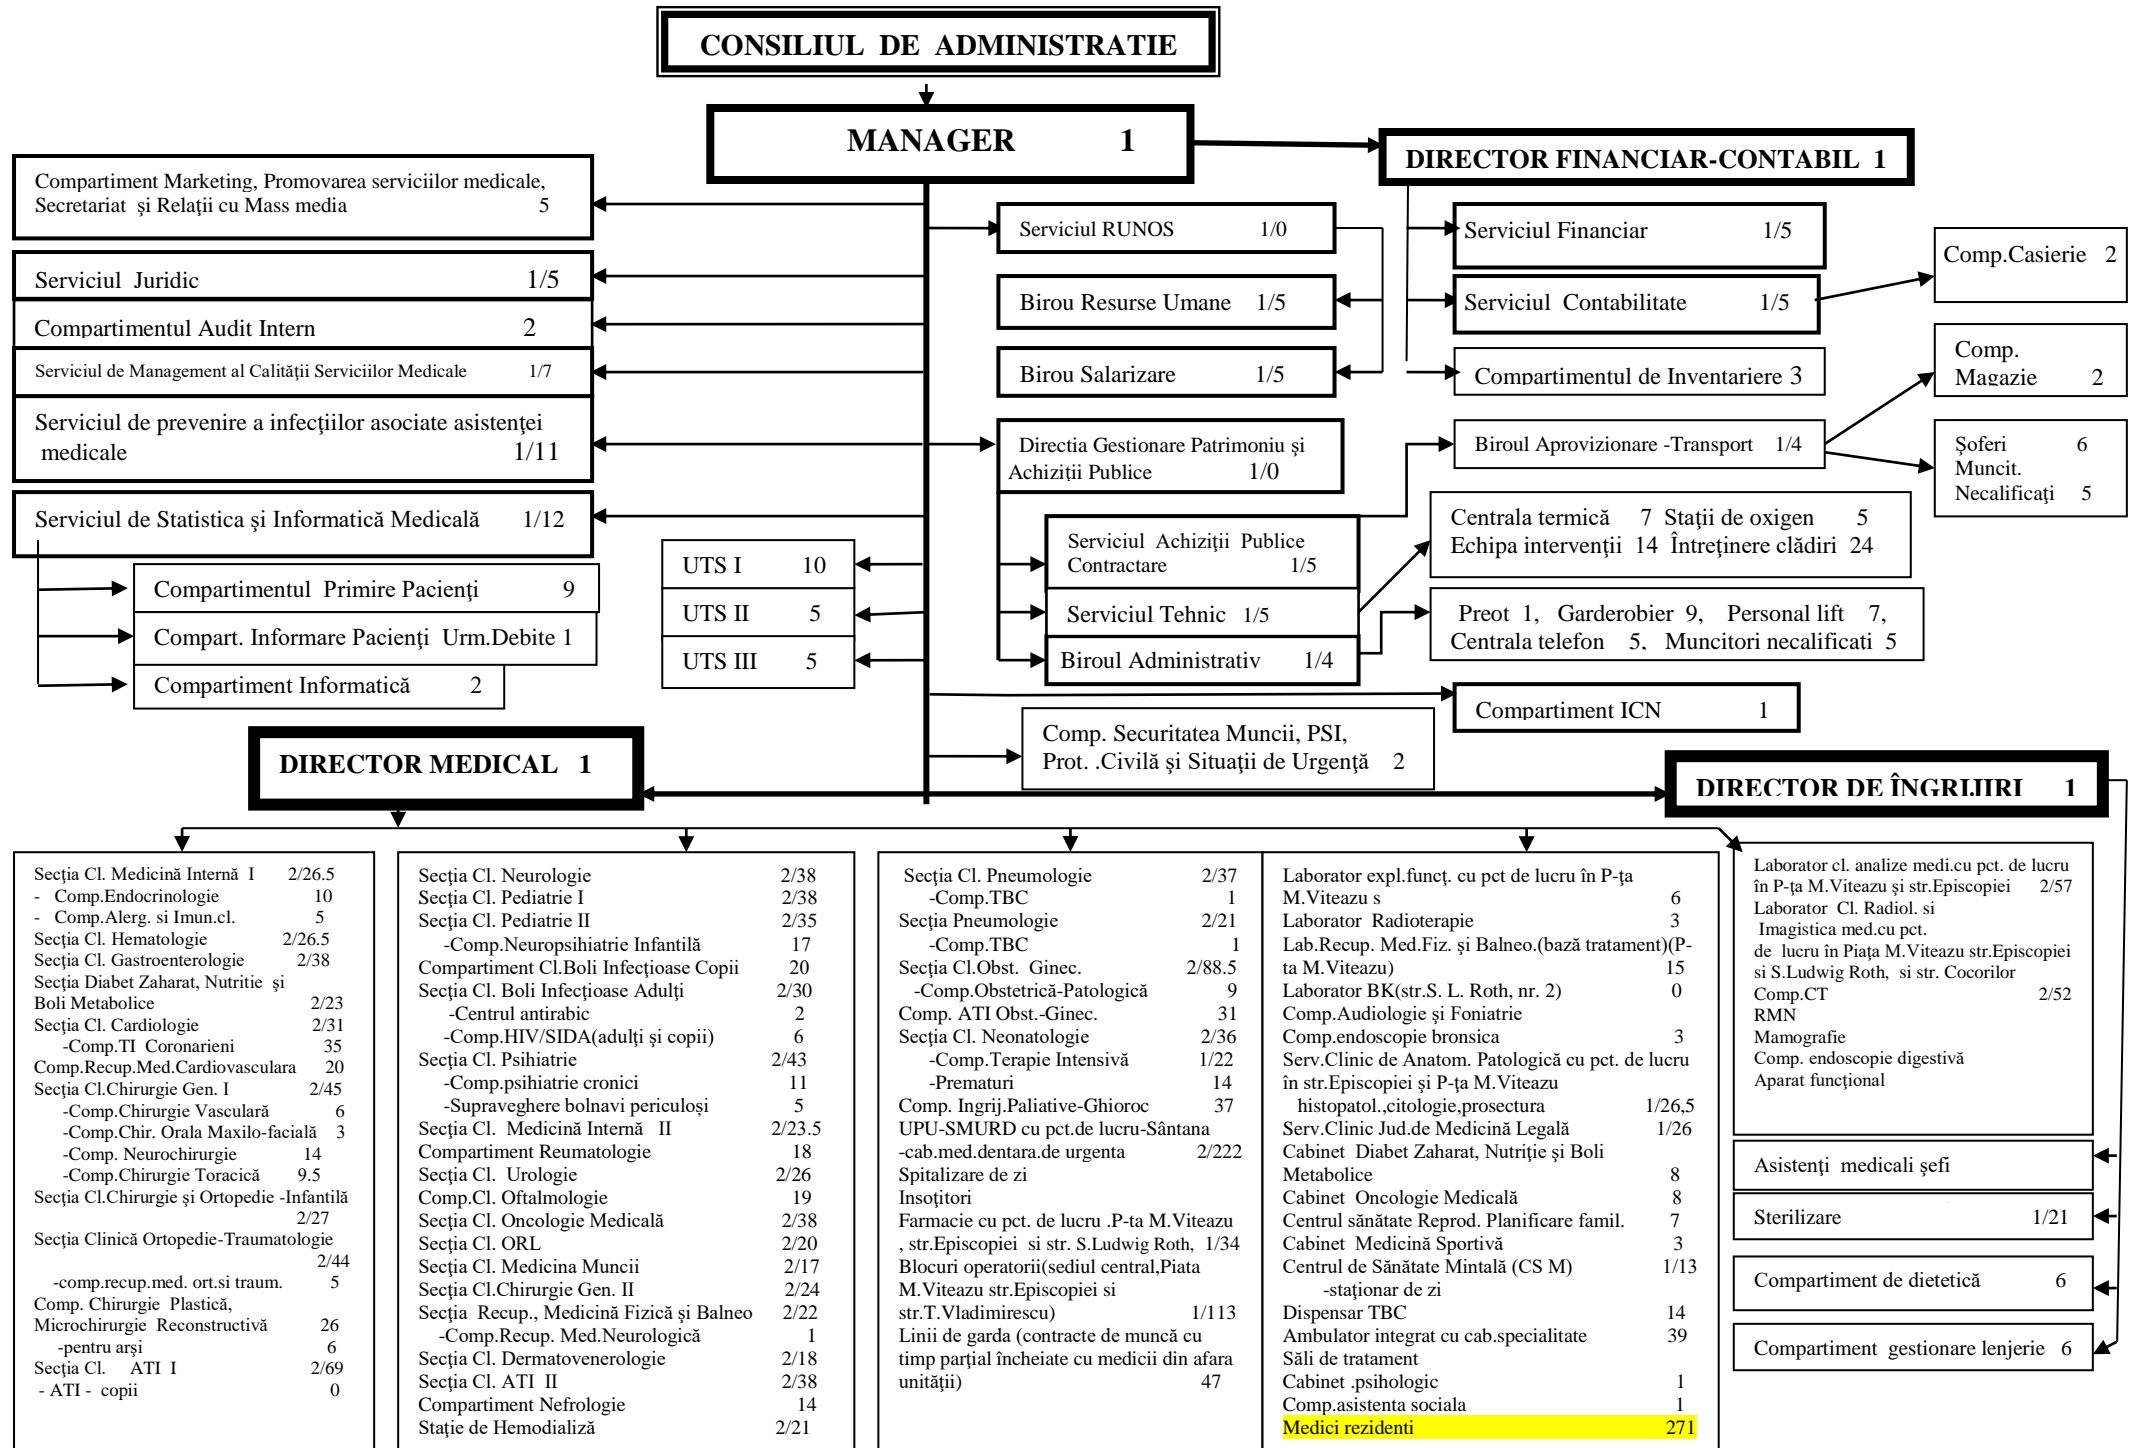 CONSILIUL DE ADMINISTRATIE
MANAGER 1
DIRECTOR FINANCIAR-CONTABIL 1
Compartiment Marketing, Promovarea serviciilor medicale,
Secretariat şi Relaţii cu Mass media 5
Serviciul Juridic 1/5
Compartimentul Audit Intern 2
Serviciul de Management al Calităţii Serviciilor Medicale 1/7
Serviciul de prevenire a infecţiilor asociate asistenţei
medicale 1/11
Serviciul de Statistica şi Informatică Medicală 1/12
Compartimentul Primire Pacienţi 9
Compart. Informare Pacienţi Urm.Debite 1
Compartiment Informatică 2
UTS I 10
UTS II 5
UTS III 5
Serviciul RUNOS 1/0
Birou Resurse Umane 1/5
Birou Salarizare 1/5
Directia Gestionare Patrimoniu şi
Achiziţii Publice 1/0
Serviciul Achiziţii Publice
Contractare 1/5
Serviciul Tehnic 1/5
Biroul Administrativ 1/4
Serviciul Financiar 1/5
Serviciul Contabilitate 1/5
Compartimentul de Inventariere 3
Biroul Aprovizionare -Transport 1/4
Comp.Casierie 2
Comp.
Magazie 2
Şoferi 6
Muncit.
Necalificaţi 5
Centrala termică 7 Staţii de oxigen 5
Echipa intervenţii 14 Întreţinere clădiri 24
Preot 1, Garderobier 9, Personal lift 7,
Centrala telefon 5, Muncitori necalificati 5
Compartiment ICN 1
Comp. Securitatea Muncii, PSI,
Prot. .Civilă şi Situaţii de Urgenţă 2
DIRECTOR MEDICAL 1
DIRECTOR DE ÎNGRIJIRI 1
Secţia Cl. Medicină Internă I 2/26.5
- Comp.Endocrinologie 10
- Comp.Alerg. si Imun.cl. 5
Secţia Cl. Hematologie 2/26.5
Secţia Cl. Gastroenterologie 2/38
Secţia Diabet Zaharat, Nutritie şi
Boli Metabolice 2/23
Secţia Cl. Cardiologie 2/31
-Comp.TI Coronarieni 35
Comp.Recup.Med.Cardiovasculara 20
Secţia Cl.Chirurgie Gen. I 2/45
-Comp.Chirurgie Vasculară 6
-Comp.Chir. Orala Maxilo-facială 3
-Comp. Neurochirurgie 14
-Comp.Chirurgie Toracică 9.5
Secţia Cl.Chirurgie şi Ortopedie -Infantilă
2/27
Secţia Clinică Ortopedie-Traumatologie
2/44
-comp.recup.med. ort.si traum. 5
Comp. Chirurgie Plastică,
Microchirurgie Reconstructivă 26
-pentru arşi 6
Secţia Cl. ATI I 2/69
- ATI - copii 0
Secţia Cl. Neurologie 2/38
Secţia Cl. Pediatrie I 2/38
Secţia Cl. Pediatrie II 2/35
-Comp.Neuropsihiatrie Infantilă 17
Compartiment Cl.Boli Infecţioase Copii 20
Secţia Cl. Boli Infecţioase Adulţi 2/30
-Centrul antirabic 2
-Comp.HIV/SIDA(adulţi şi copii) 6
Secţia Cl. Psihiatrie 2/43
-Comp.psihiatrie cronici 11
-Supraveghere bolnavi periculoși 5
Secţia Cl. Medicină Internă II 2/23.5
Compartiment Reumatologie 18
Secţia Cl. Urologie 2/26
Comp.Cl. Oftalmologie 19
Secţia Cl. Oncologie Medicală 2/38
Secţia Cl. ORL 2/20
Secţia Cl. Medicina Muncii 2/17
Secţia Cl.Chirurgie Gen. II 2/24
Secţia Recup., Medicină Fizică şi Balneo 2/22
-Comp.Recup. Med.Neurologică 1
Secţia Cl. Dermatovenerologie 2/18
Secţia Cl. ATI II 2/38
Compartiment Nefrologie 14
Staţie de Hemodializă 2/21
Secţia Cl. Pneumologie 2/37
-Comp.TBC 1
Secţia Pneumologie 2/21
-Comp.TBC 1
Secţia Cl.Obst. Ginec. 2/88.5
-Comp.Obstetrică-Patologică 9
Comp. ATI Obst.-Ginec. 31
Secţia Cl. Neonatologie 2/36
-Comp.Terapie Intensivă 1/22
-Prematuri 14
Comp. Ingrij.Paliative-Ghioroc 37
UPU-SMURD cu pct.de lucru-Sântana
-cab.med.dentara.de urgenta 2/222
Spitalizare de zi
Insoţitori
Farmacie cu pct. de lucru .P-ta M.Viteazu
, str.Episcopiei si str. S.Ludwig Roth, 1/34
Blocuri operatorii(sediul central,Piata
M.Viteazu str.Episcopiei si
str.T.Vladimirescu) 1/113
Linii de garda (contracte de muncă cu
timp parţial încheiate cu medicii din afara
unităţii) 47
Laborator expl.funcţ. cu pct de lucru în P-ţa
M.Viteazu s 6
Laborator Radioterapie 3
Lab.Recup. Med.Fiz. şi Balneo.(bază tratament)(P-
ta M.Viteazu) 15
Laborator BK(str.S. L. Roth, nr. 2) 0
Comp.Audiologie şi Foniatrie
Comp.endoscopie bronsica 3
Serv.Clinic de Anatom. Patologică cu pct. de lucru
în str.Episcopiei şi P-ţa M.Viteazu
histopatol.,citologie,prosectura 1/26,5
Serv.Clinic Jud.de Medicină Legală 1/26
Cabinet Diabet Zaharat, Nutriţie şi Boli
Metabolice 8
Cabinet Oncologie Medicală 8
Centrul sănătate Reprod. Planificare famil. 7
Cabinet Medicină Sportivă 3
Centrul de Sănătate Mintală (CS M) 1/13
-staţionar de zi
Dispensar TBC 14
Ambulator integrat cu cab.specialitate 39
Săli de tratament
Cabinet .psihologic 1
Comp.asistenta sociala 1
Medici rezidenti 271
Laborator cl. analize medi.cu pct. de lucru
în P-ţa M.Viteazu şi str.Episcopiei 2/57
Laborator Cl. Radiol. si
Imagistica med.cu pct.
de lucru în Piaţa M.Viteazu str.Episcopiei
si S.Ludwig Roth, si str. Cocorilor
Comp.CT 2/52
RMN
Mamografie
Comp. endoscopie digestivă
Aparat funcţional
Asistenţi medicali şefi
Sterilizare 1/21
Compartiment de dietetică 6
Compartiment gestionare lenjerie 6